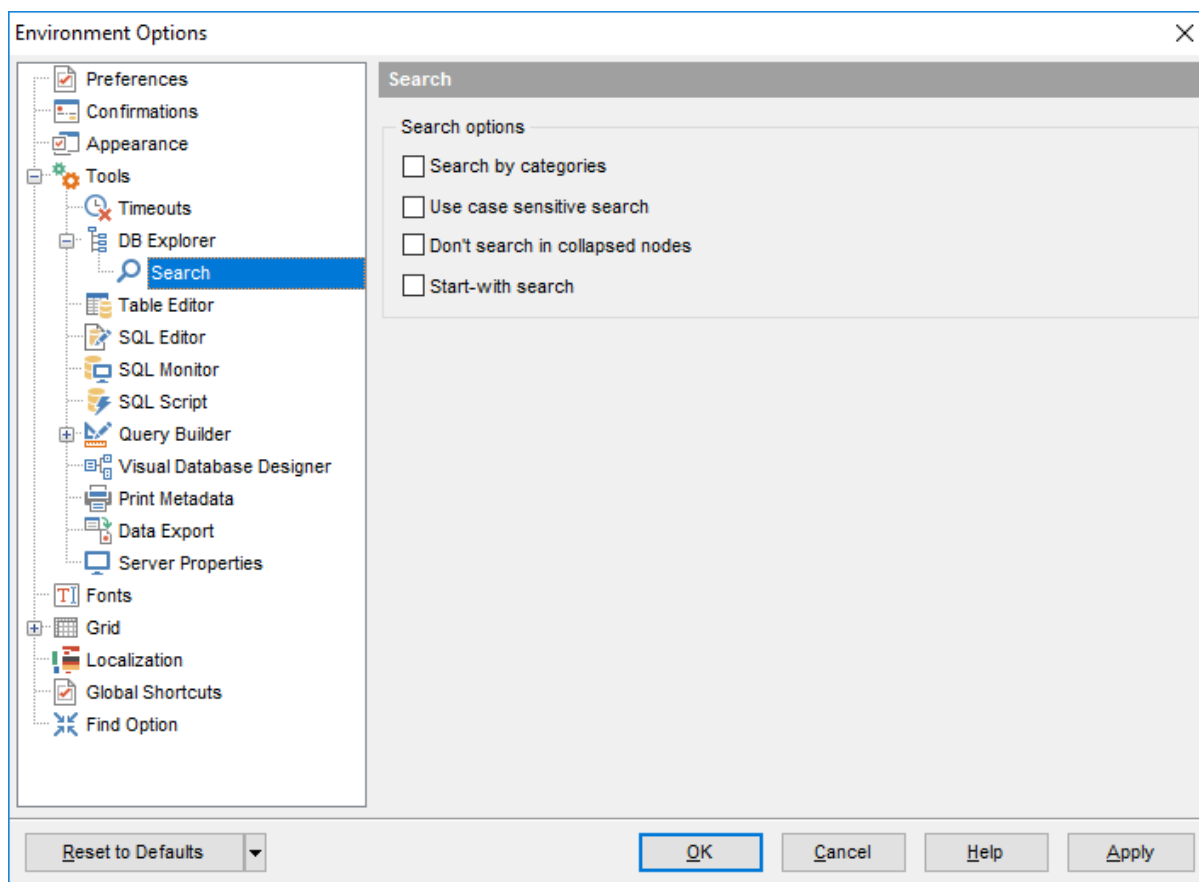 Environment Options
Preferences
Confirmations
Appearance
Tools
Timeouts
DB Explorer
Search
Table Editor
SQL Editor
SQL Monitor
SQL Script
Query Builder
Visual Database Designer
Print Metadata
Data Export
Server Properties
Fonts
Grid
Localization
Global Shortcuts
Find Option
Search
Search options
Search by categories
Use case sensitive search
Don't search in collapsed nodes
Start-with search
Reset to Defaults
OK
Cancel
Help
Apply